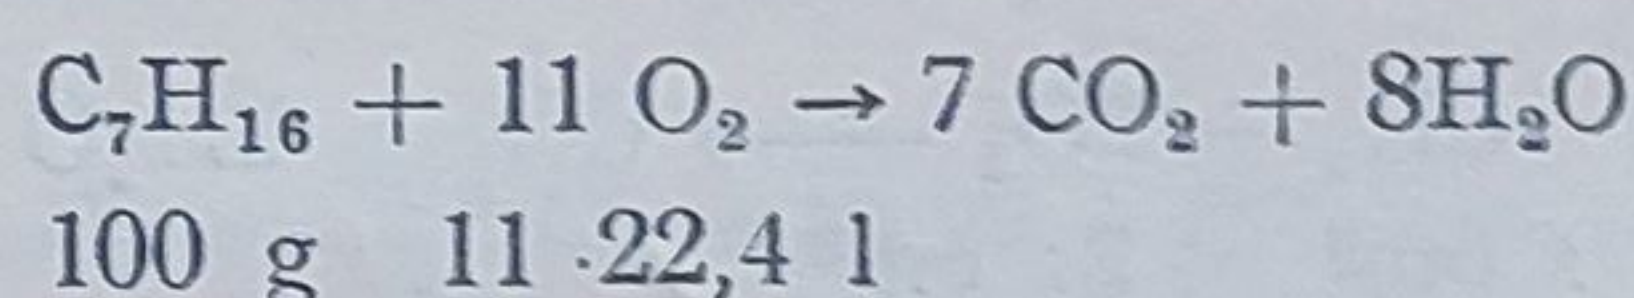 C₇H₁₆ + 11 O₂ → 7 CO₂ + 8H₂O
100 g 11 ·22,4 l